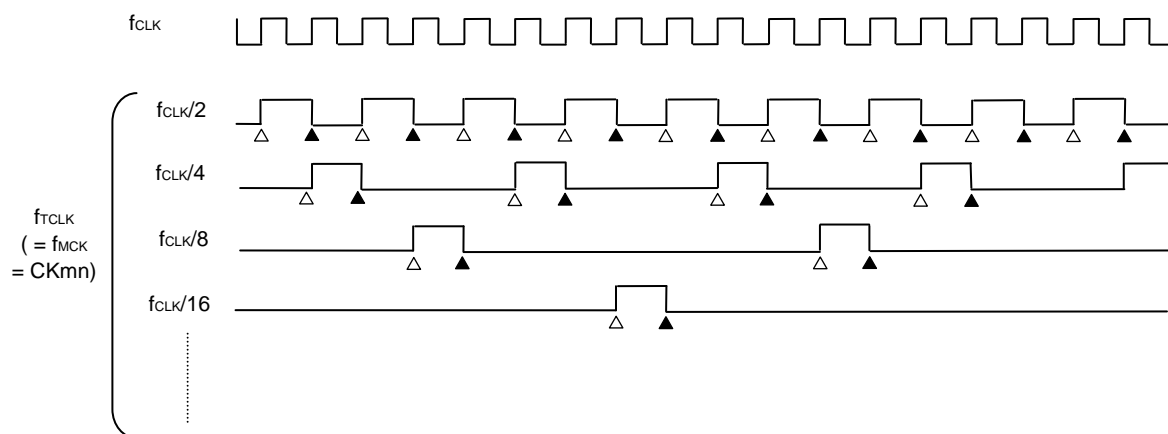 fCLK
fCLK/2
fCLK/4
fTCLK
( = fMCK
= CKmn)
fCLK/8
fCLK/16